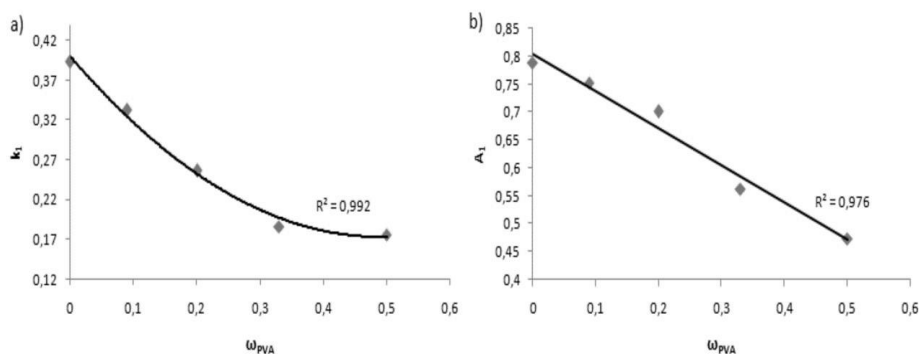 a)
0,42
0,37
0,32
0,27
0,22
0,17
0,12
k₁
R² = 0,992
0 0,1 0,2 0,3 0,4 0,5 0,6
ω_PVA
b)
0,85
0,8
0,75
0,7
0,65
0,6
0,55
0,5
0,45
0,4
A₁
R² = 0,976
0 0,1 0,2 0,3 0,4 0,5 0,6
ω_PVA